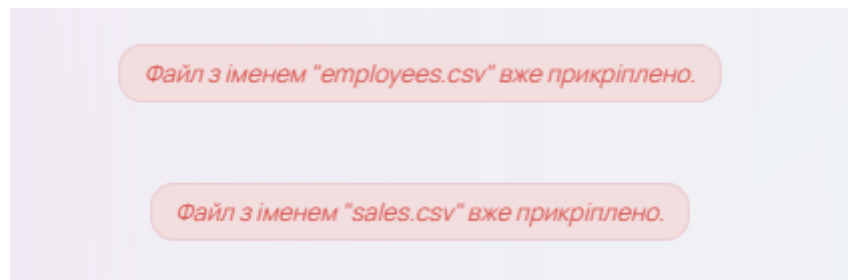 Файл з іменем "employees.csv" вже прикріплено.
Файл з іменем "sales.csv" вже прикріплено.